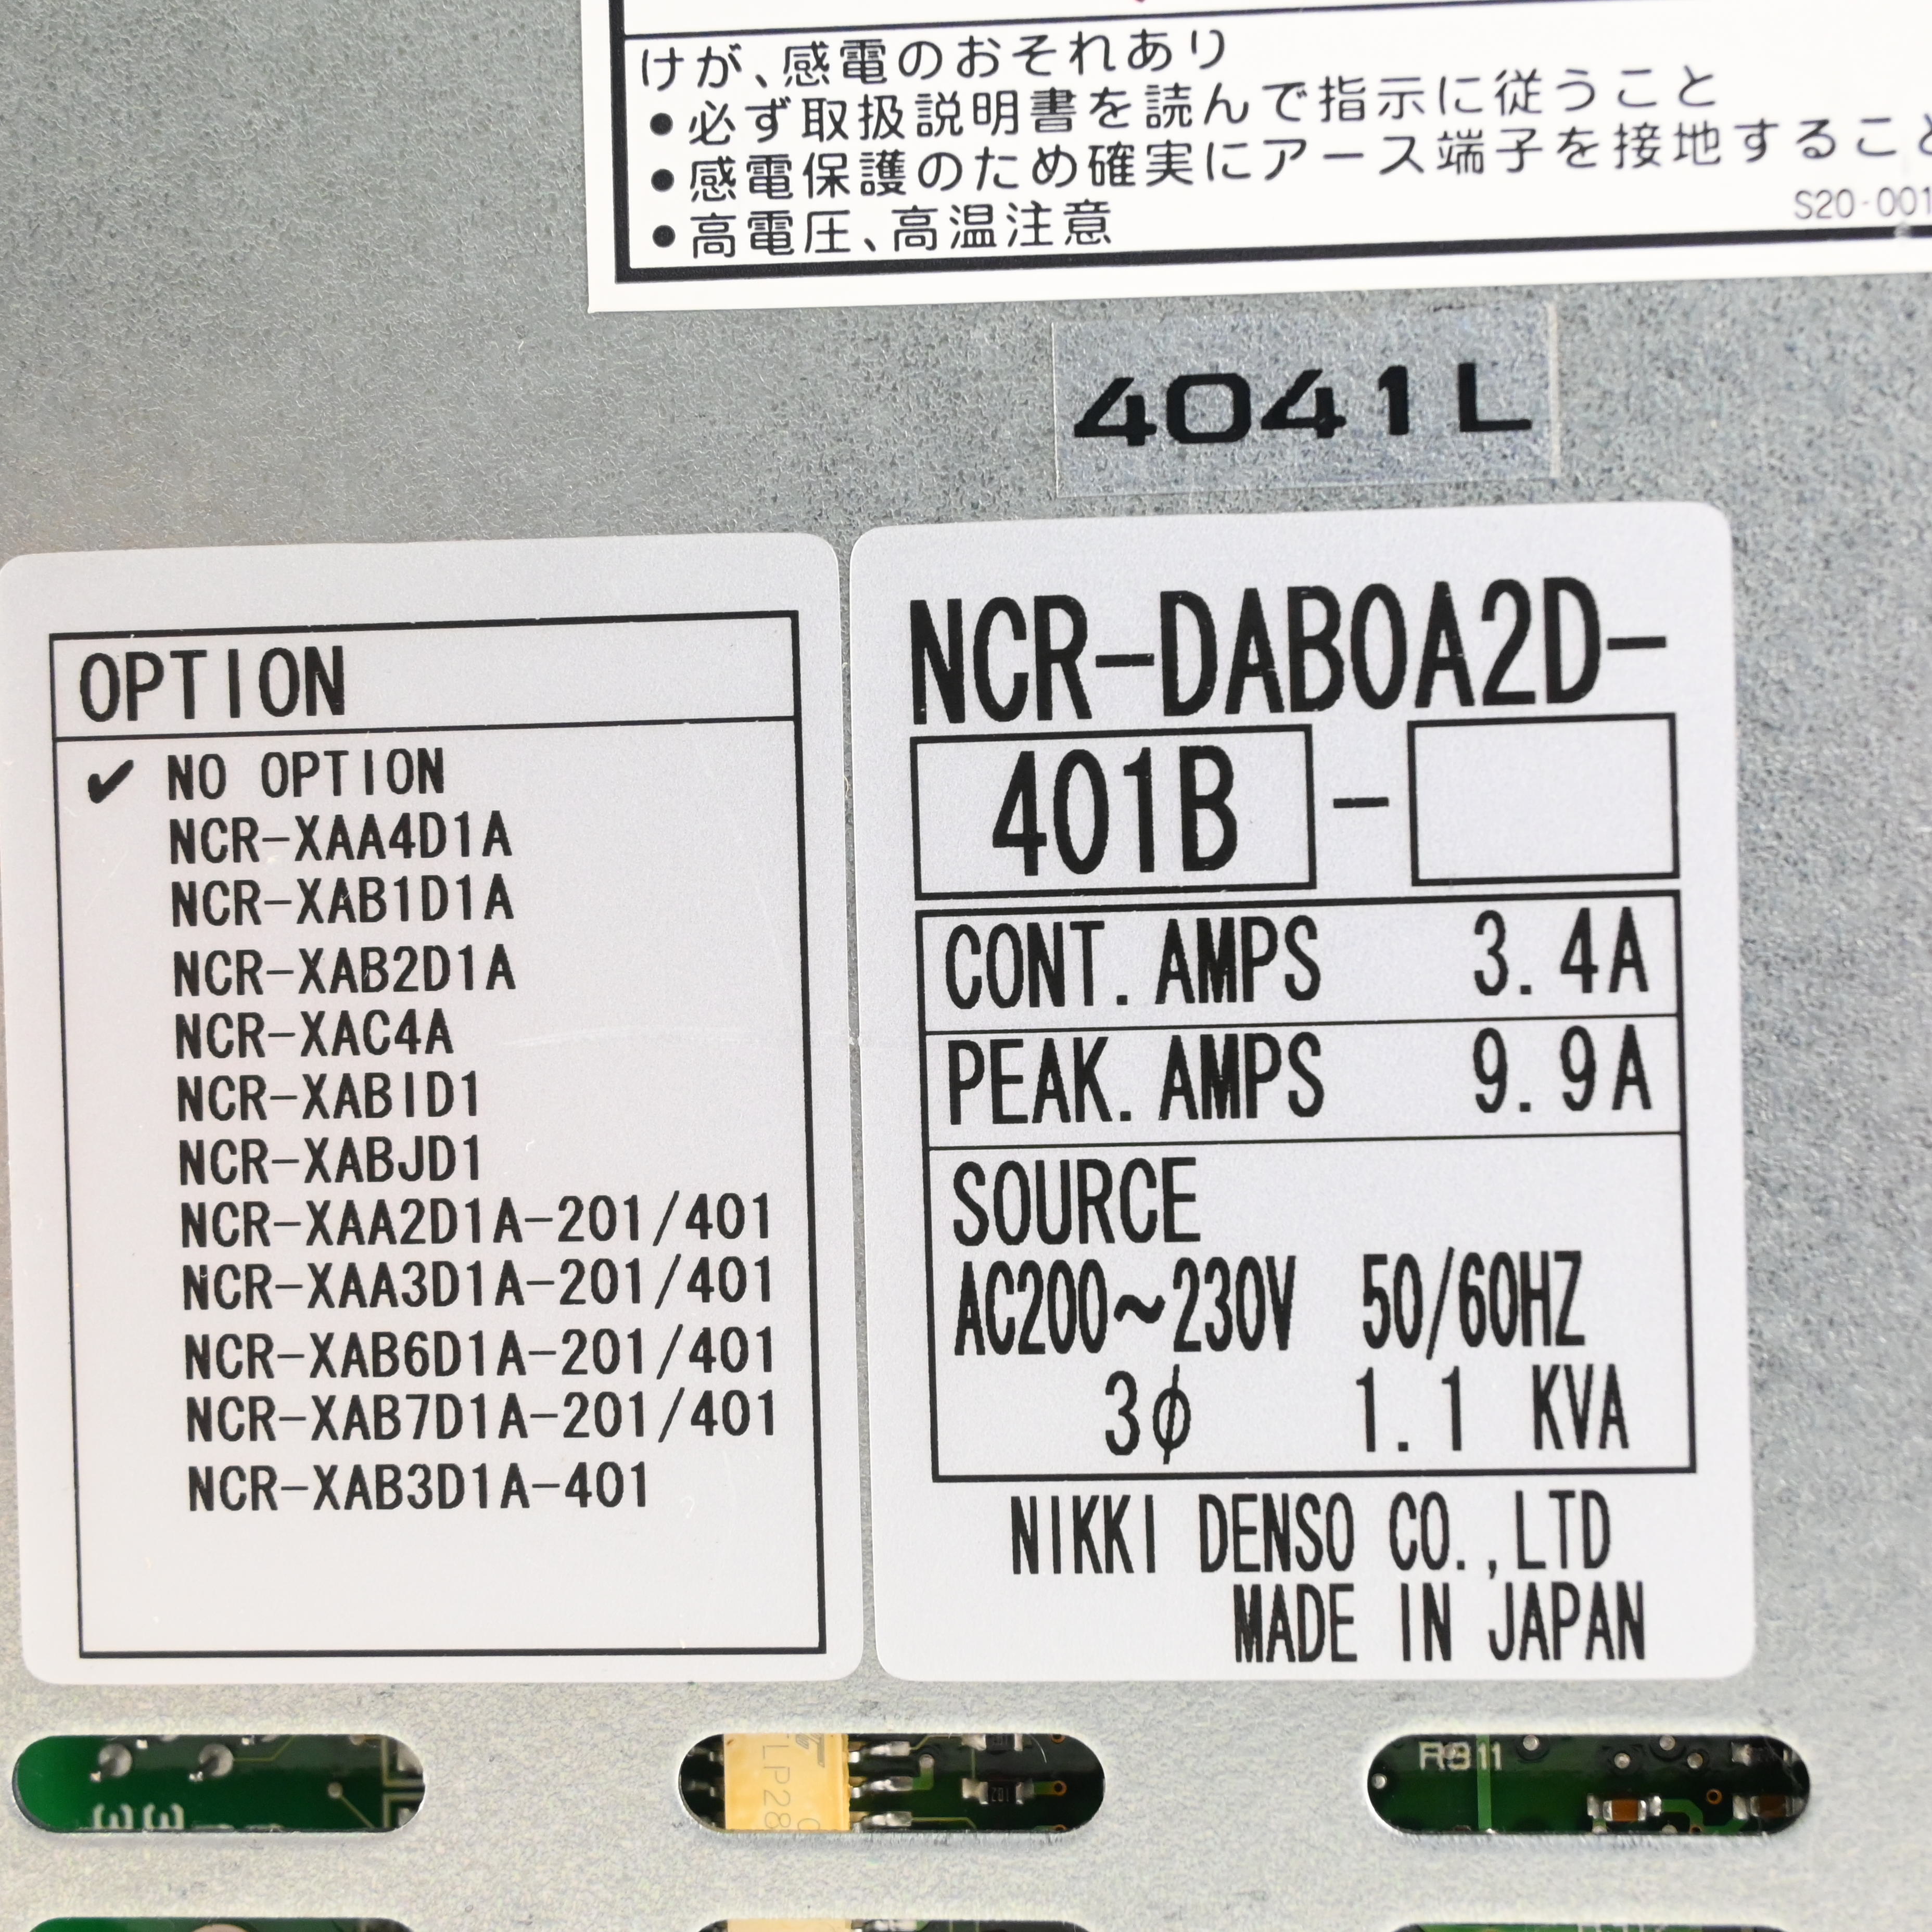 けが、感電のおそれあり
●必ず取扱説明書を読んで指示に従うこと
●感電保護のため確実にアース端子を接地すること
●高電圧、高温注意
S20-001
4041L
OPTION
✔ NO OPTION
NCR-XAA4D1A
NCR-XAB1D1A
NCR-XAB2D1A
NCR-XAC4A
NCR-XABID1
NCR-XABJD1
NCR-XAA2D1A-201/401
NCR-XAA3D1A-201/401
NCR-XAB6D1A-201/401
NCR-XAB7D1A-201/401
NCR-XAB3D1A-401
NCR-DAB0A2D-
401B -
CONT.AMPS 3.4A
PEAK.AMPS 9.9A
SOURCE
AC200~230V 50/60HZ
3φ 1.1 KVA
NIKKI DENSO CO.,LTD
MADE IN JAPAN